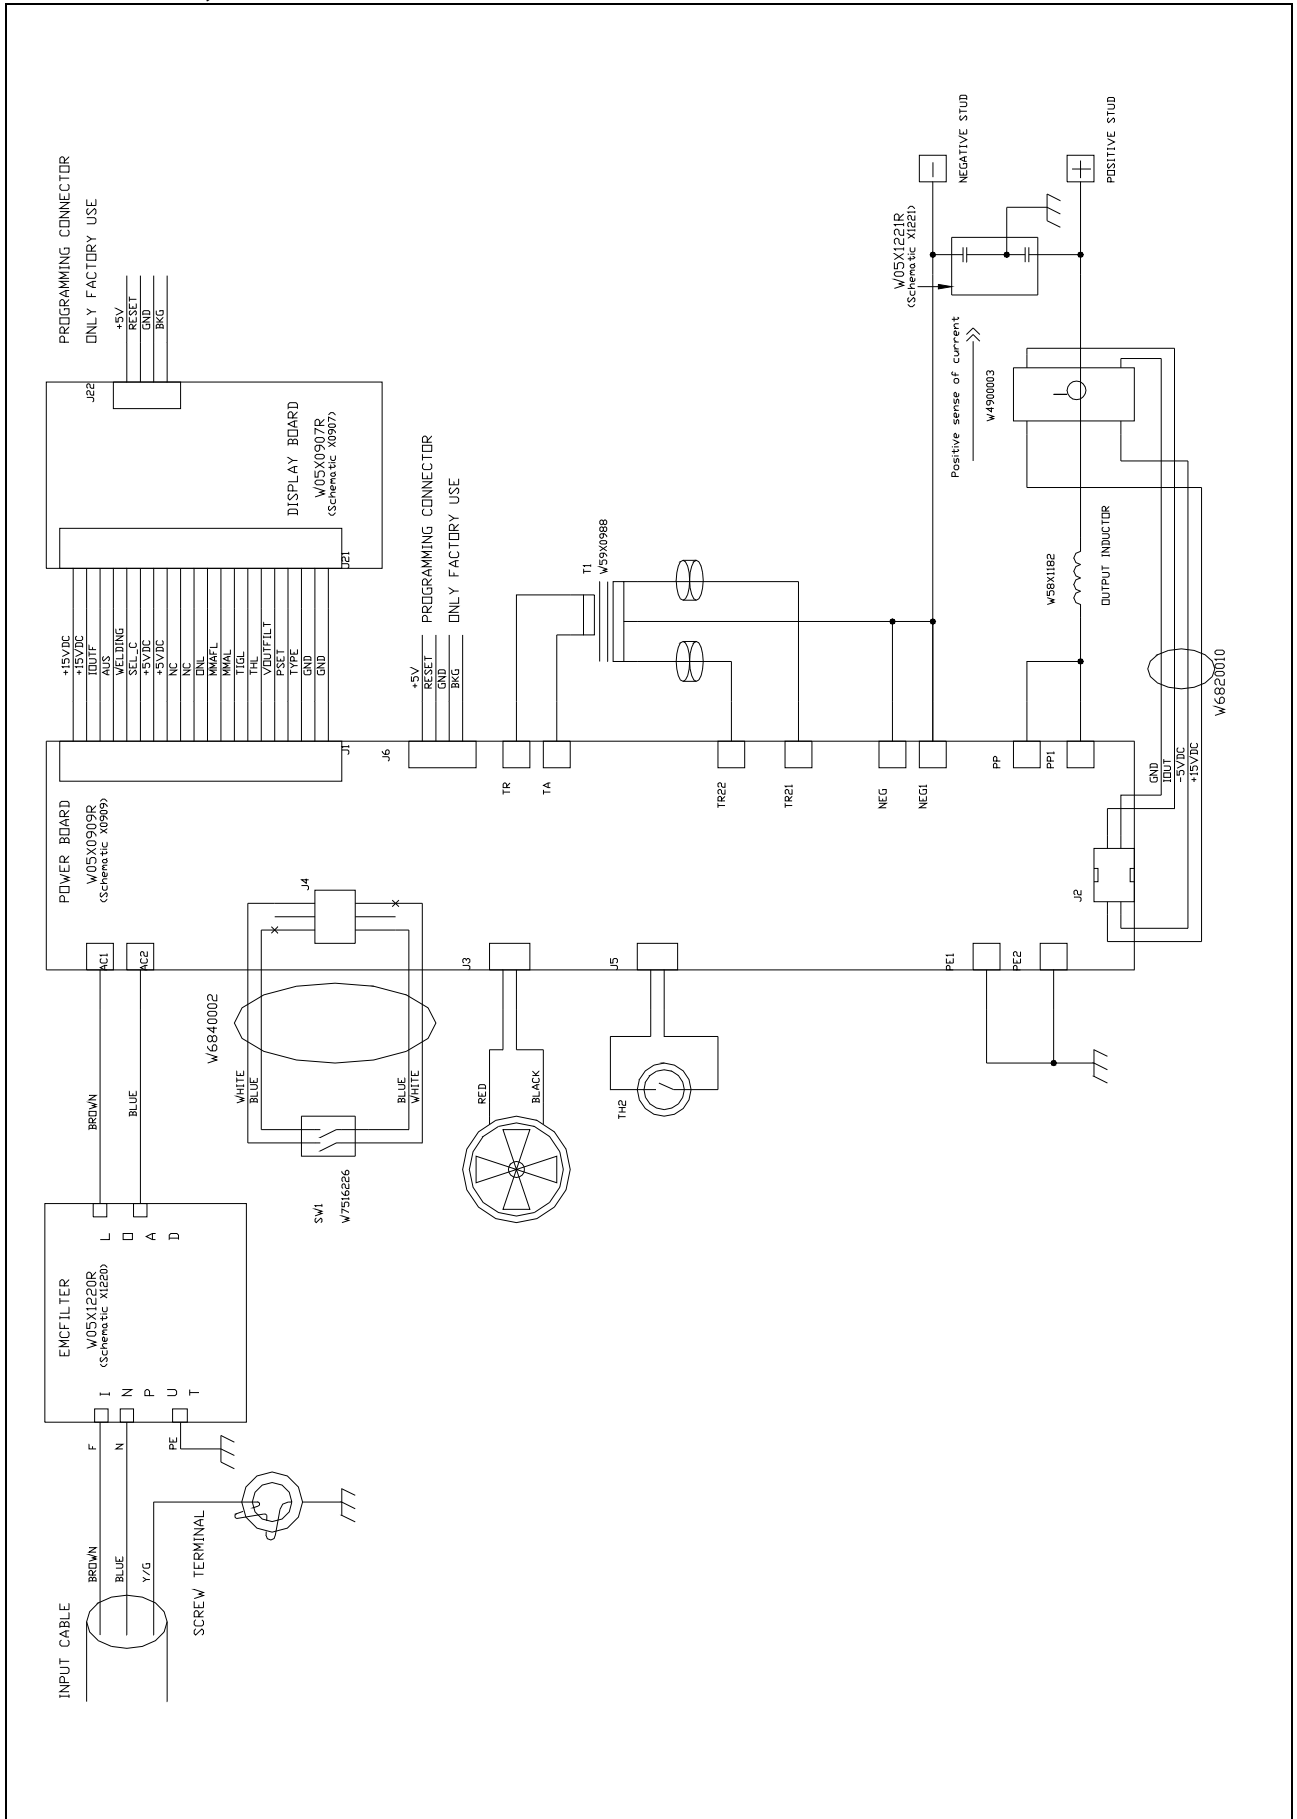 INPUT CABLE
BROWN
BLUE
Y/G
SCREW TERMINAL
F
N
PE
EMCFILTER
W05X1220R
(Schematic X1220)
I
N
P
U
T
L
O
A
D
BROWN
BLUE
AC1
AC2
POWER BOARD
W05X0909R
(Schematic X0909)
W6840002
WHITE
BLUE
BLUE
WHITE
SW1
W7516226
J4
RED
BLACK
J3
TH2
J5
PE1
PE2
J1
+15VDC
+15VDC
IOUTF
AUS
WELDING
SEL_C
+5VDC
+5VDC
NC
NC
ONL
MMAFL
MMAL
TIGL
THL
VOUTFILT
PSET
TYPE
GND
GND
J21
DISPLAY BOARD
W05X0907R
(Schematic X0907)
J22
+5V
RESET
GND
BKG
PROGRAMMING CONNECTOR
ONLY FACTORY USE
J6
+5V
RESET
GND
BKG
PROGRAMMING CONNECTOR
ONLY FACTORY USE
TR
TA
T1
W59X0988
TR22
TR21
NEG
NEG1
PP
PP1
J2
GND
IOUT
-5VDC
+15VDC
W6820010
W58X1182
OUTPUT INDUCTOR
Positive sense of current
W4900003
W05X1221R
(Schematic X1221)
-
NEGATIVE STUD
+
POSITIVE STUD